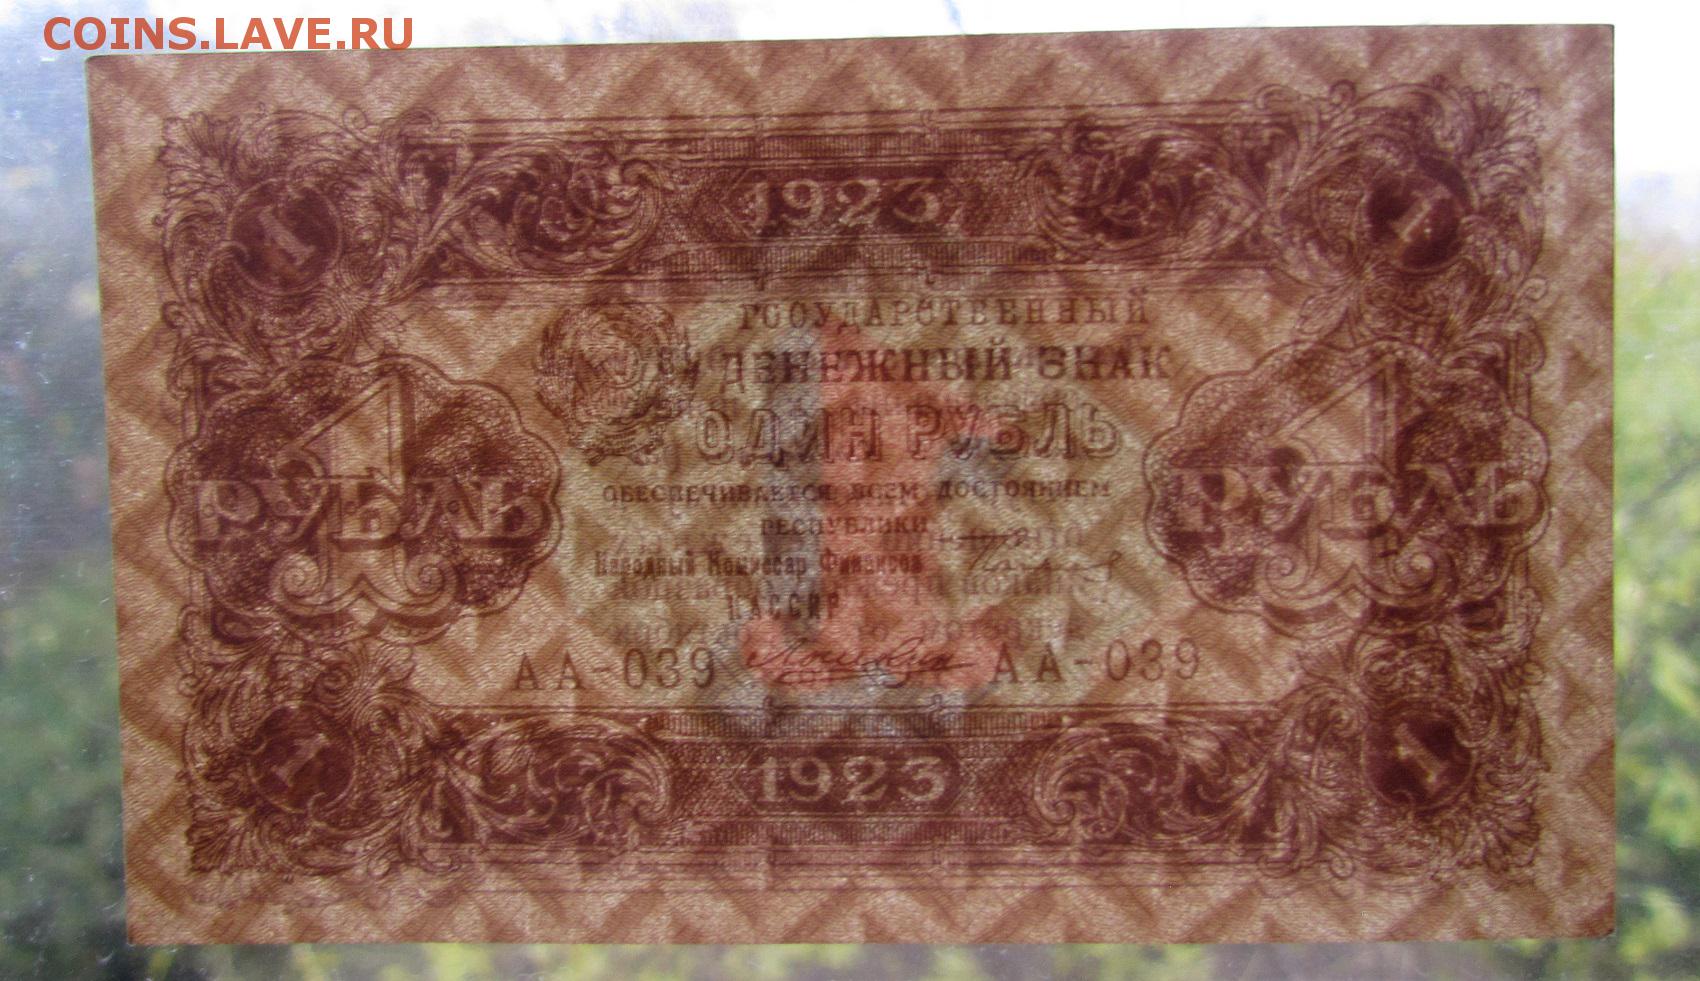 COINS.LAVE.RU
1923
1 1
ГОСУДАРСТВЕННЫЙ
ДЕНЕЖНЫЙ ЗНАК
ОДИН РУБЛЬ
1 РУБЛЬ 1 РУБЛЬ
ОБЕСПЕЧИВАЕТСЯ ВСЕМ ДОСТОЯНИЕМ
РЕСПУБЛИКИ
Народный Комиссар Финансов
КАССИР
АА-039 АА-039
1 1
1923